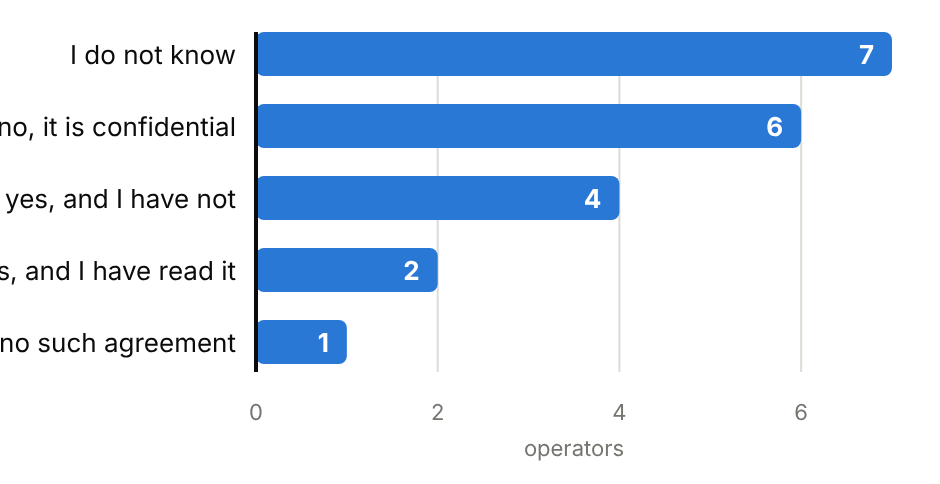 I do not know
7
no, it is confidential
6
yes, and I have not
4
and I have read it
2
no such agreement
1
0 2 4 6
operators